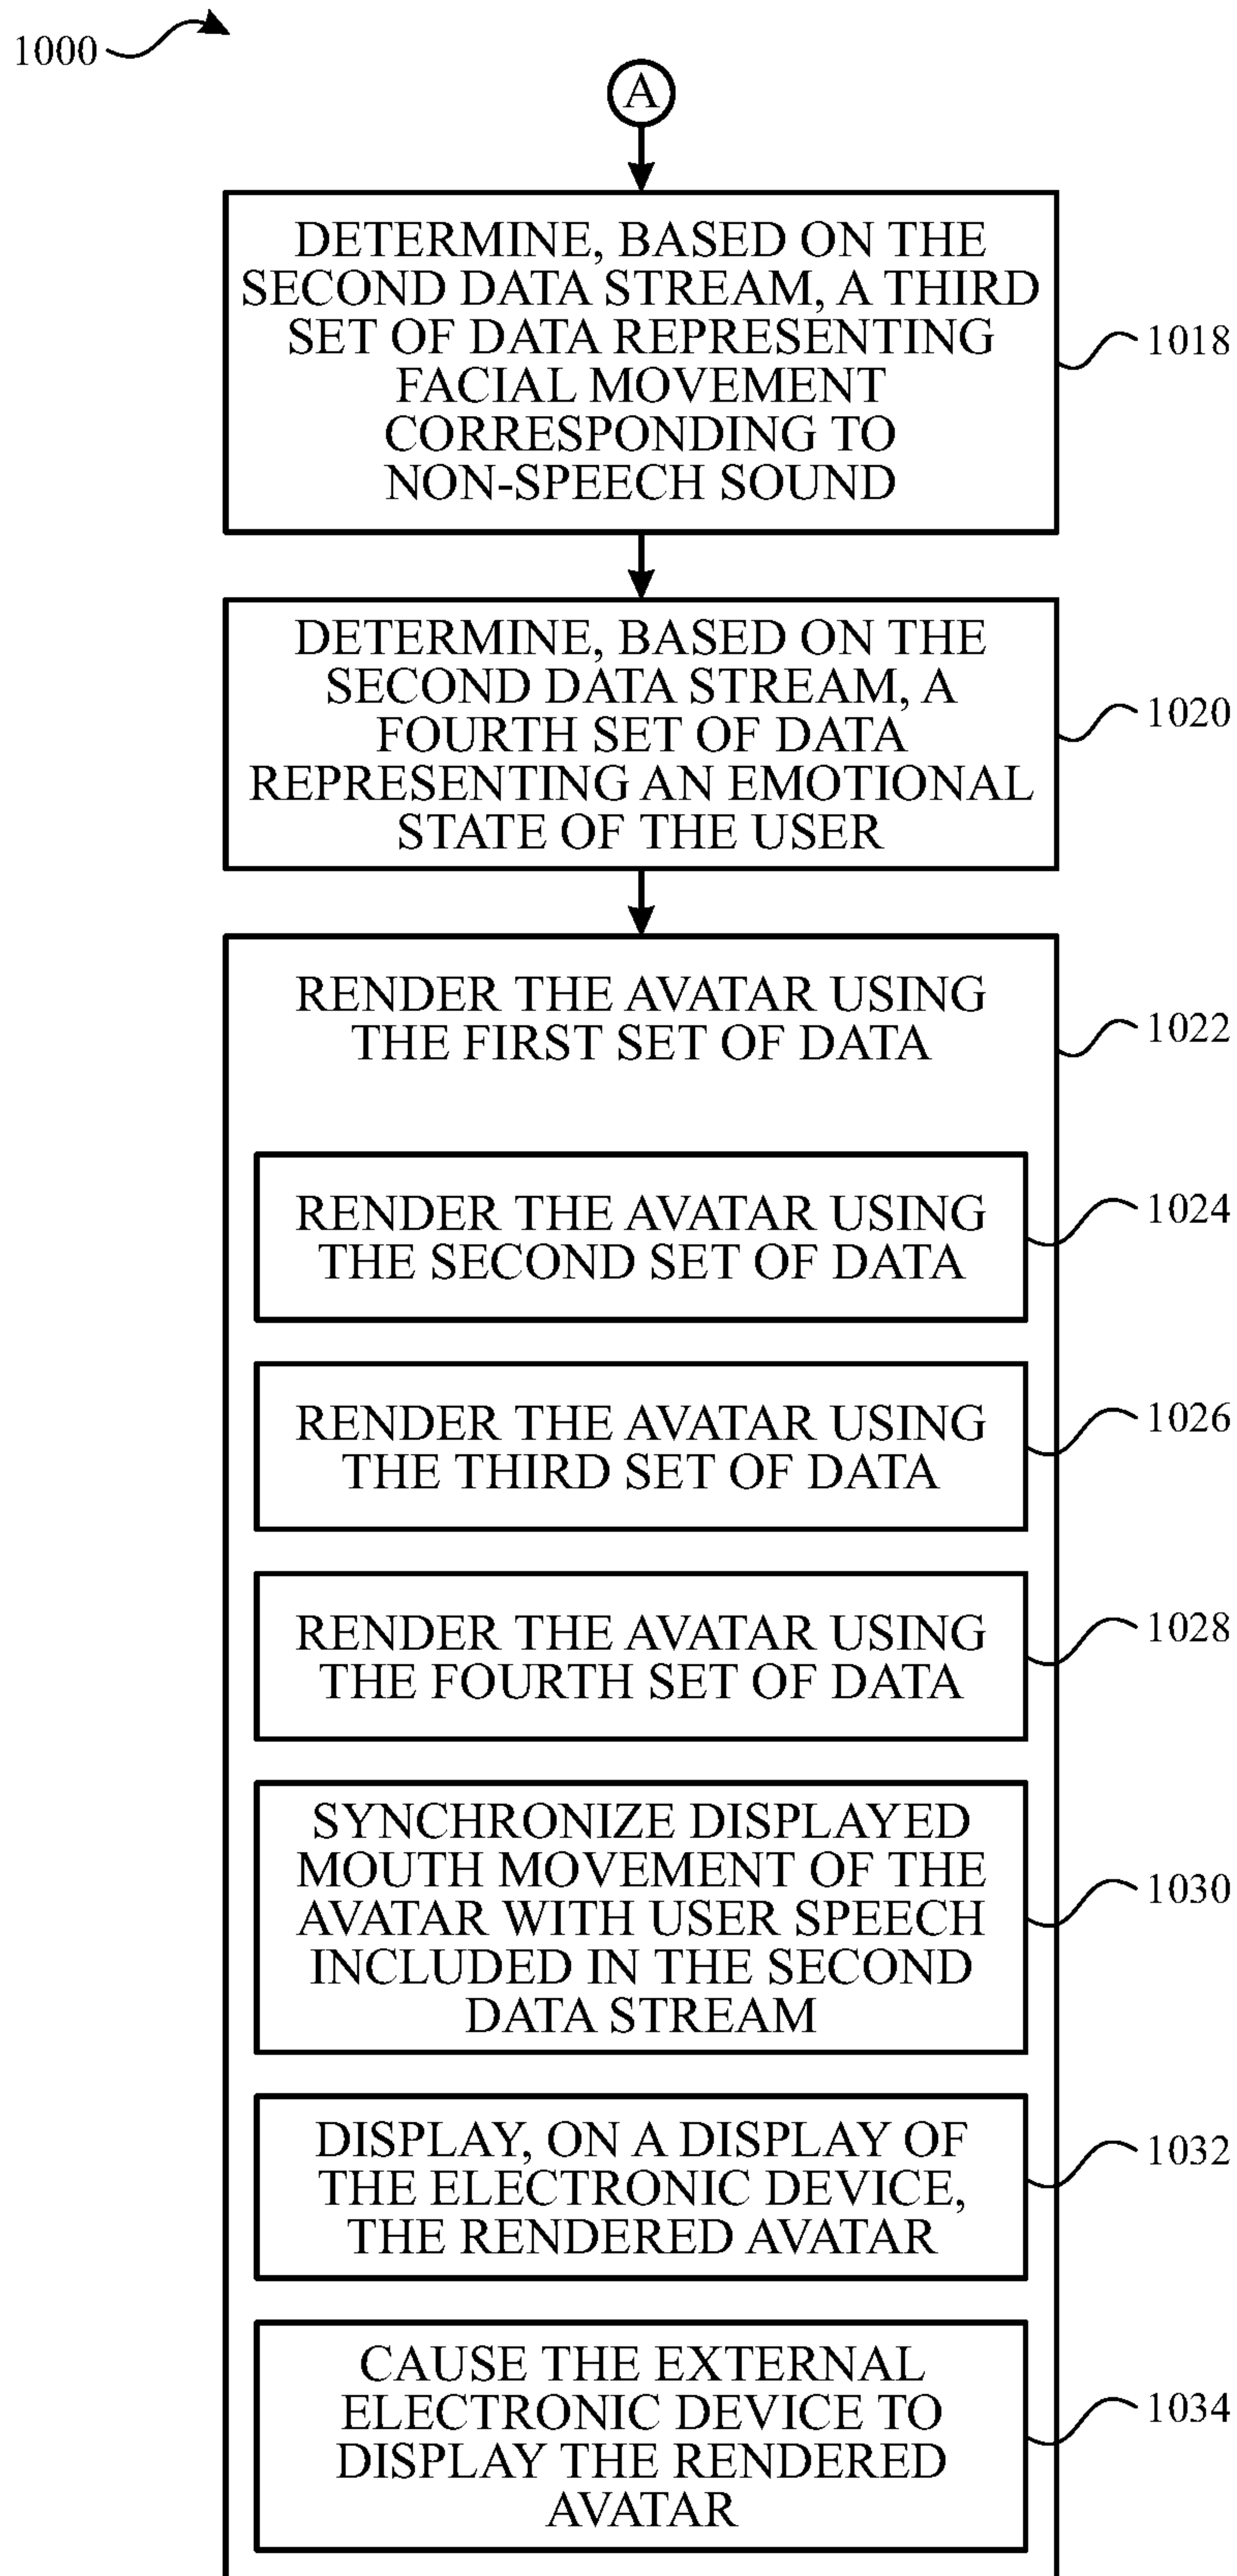 1000
A
DETERMINE, BASED ON THE
SECOND DATA STREAM, A THIRD
SET OF DATA REPRESENTING
FACIAL MOVEMENT
CORRESPONDING TO
NON-SPEECH SOUND
1018
DETERMINE, BASED ON THE
SECOND DATA STREAM, A
FOURTH SET OF DATA
REPRESENTING AN EMOTIONAL
STATE OF THE USER
1020
RENDER THE AVATAR USING
THE FIRST SET OF DATA
1022
RENDER THE AVATAR USING
THE SECOND SET OF DATA
1024
RENDER THE AVATAR USING
THE THIRD SET OF DATA
1026
RENDER THE AVATAR USING
THE FOURTH SET OF DATA
1028
SYNCHRONIZE DISPLAYED
MOUTH MOVEMENT OF THE
AVATAR WITH USER SPEECH
INCLUDED IN THE SECOND
DATA STREAM
1030
DISPLAY, ON A DISPLAY OF
THE ELECTRONIC DEVICE,
THE RENDERED AVATAR
1032
CAUSE THE EXTERNAL
ELECTRONIC DEVICE TO
DISPLAY THE RENDERED
AVATAR
1034